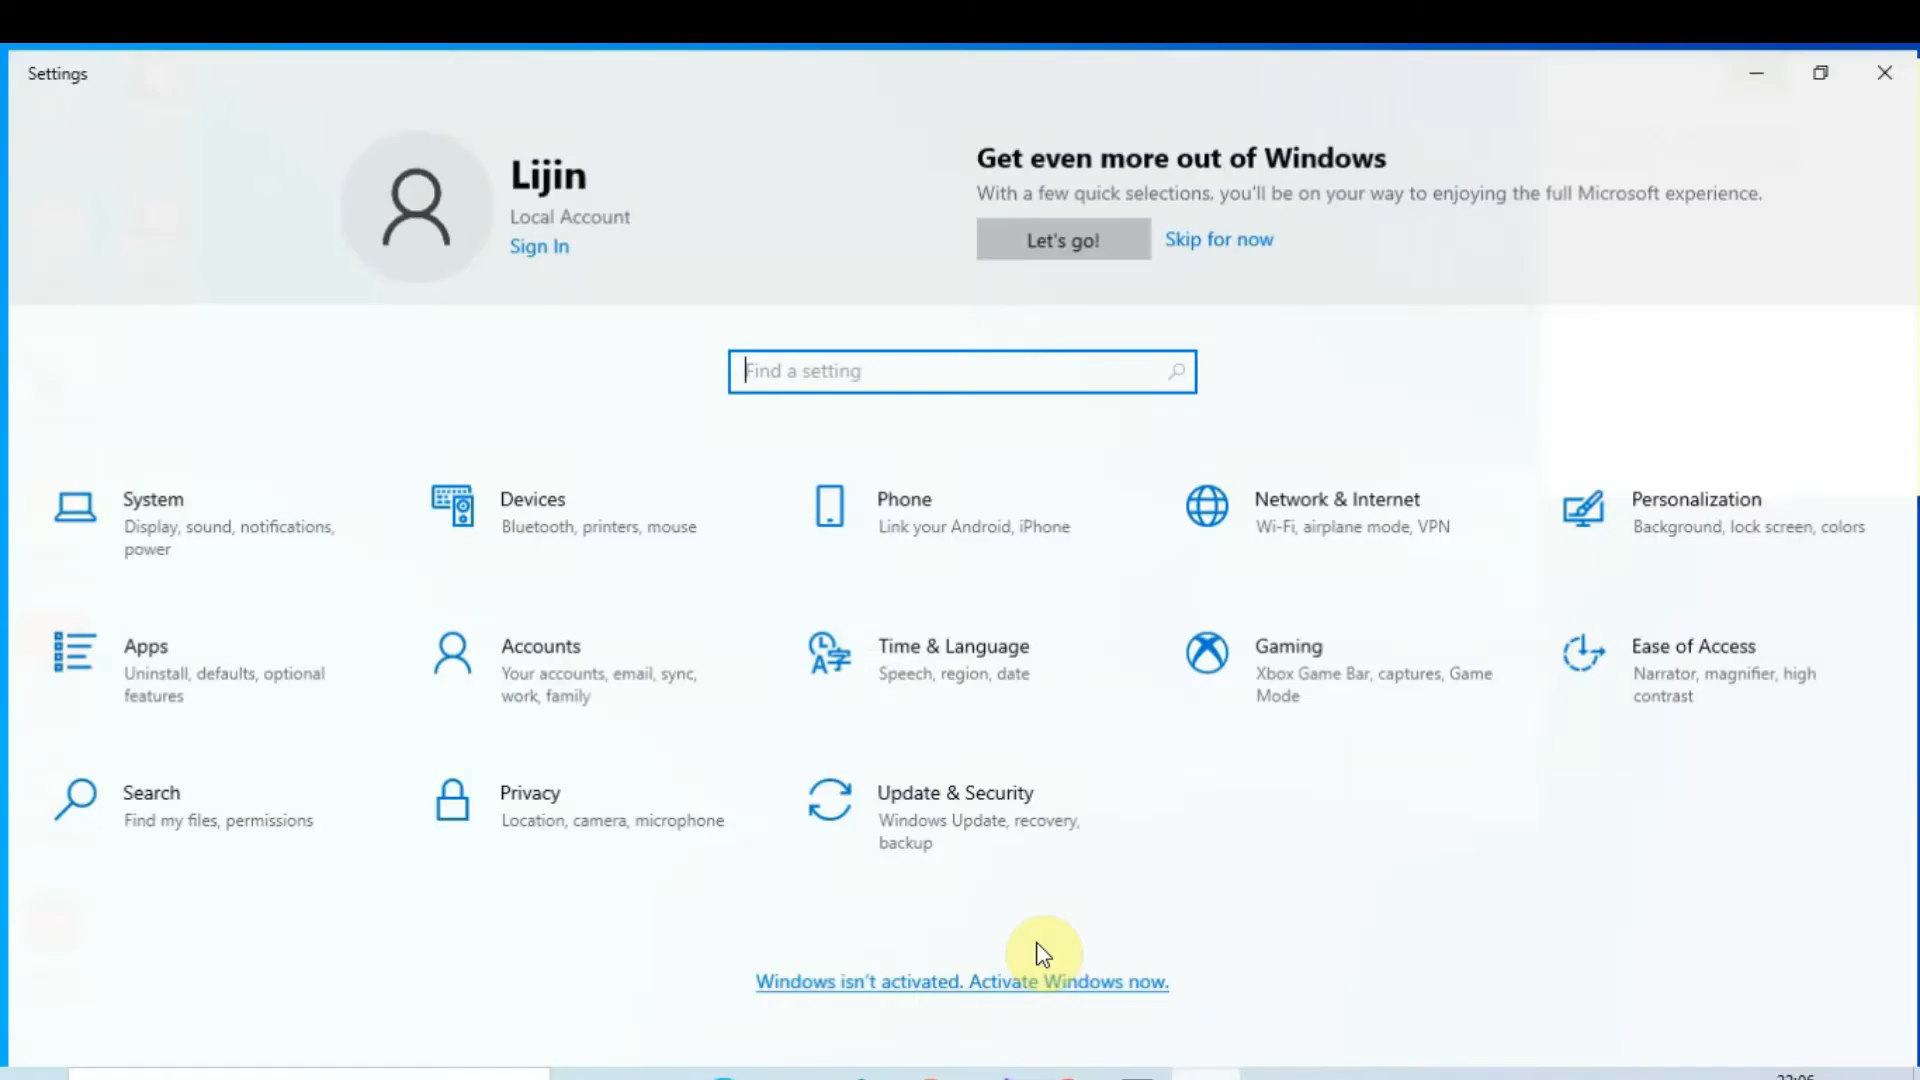 Settings
Lijin
Local Account
Sign In
Get even more out of Windows
With a few quick selections, you'll be on your way to enjoying the full Microsoft experience.
Let's go!
Skip for now
Find a setting
System
Display, sound, notifications,
power
Devices
Bluetooth, printers, mouse
Phone
Link your Android, iPhone
Network & Internet
Wi-Fi, airplane mode, VPN
Personalization
Background, lock screen, colors
Apps
Uninstall, defaults, optional
features
Accounts
Your accounts, email, sync,
work, family
Time & Language
Speech, region, date
Gaming
Xbox Game Bar, captures, Game
Mode
Ease of Access
Narrator, magnifier, high
contrast
Search
Find my files, permissions
Privacy
Location, camera, microphone
Update & Security
Windows Update, recovery,
backup
Windows isn't activated. Activate Windows now.